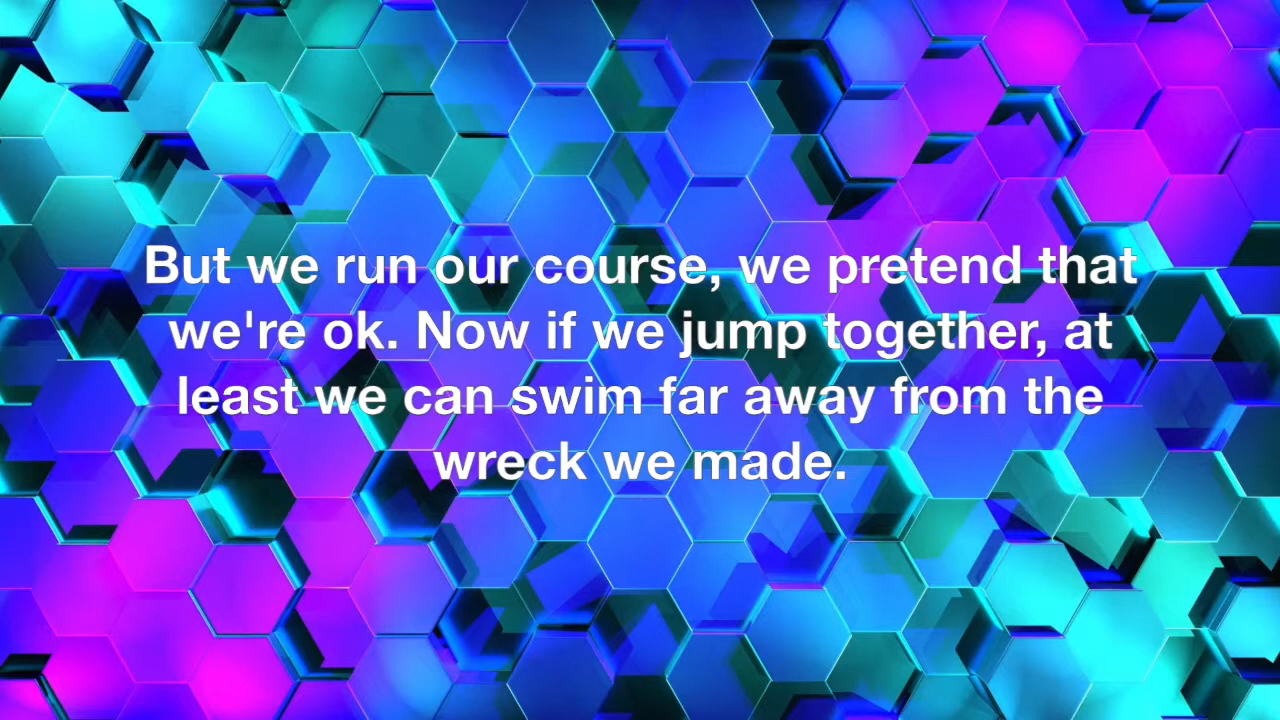 But we run our course, we pretend that
we're ok. Now if we jump together, at
least we can swim far away from the
wreck we made.